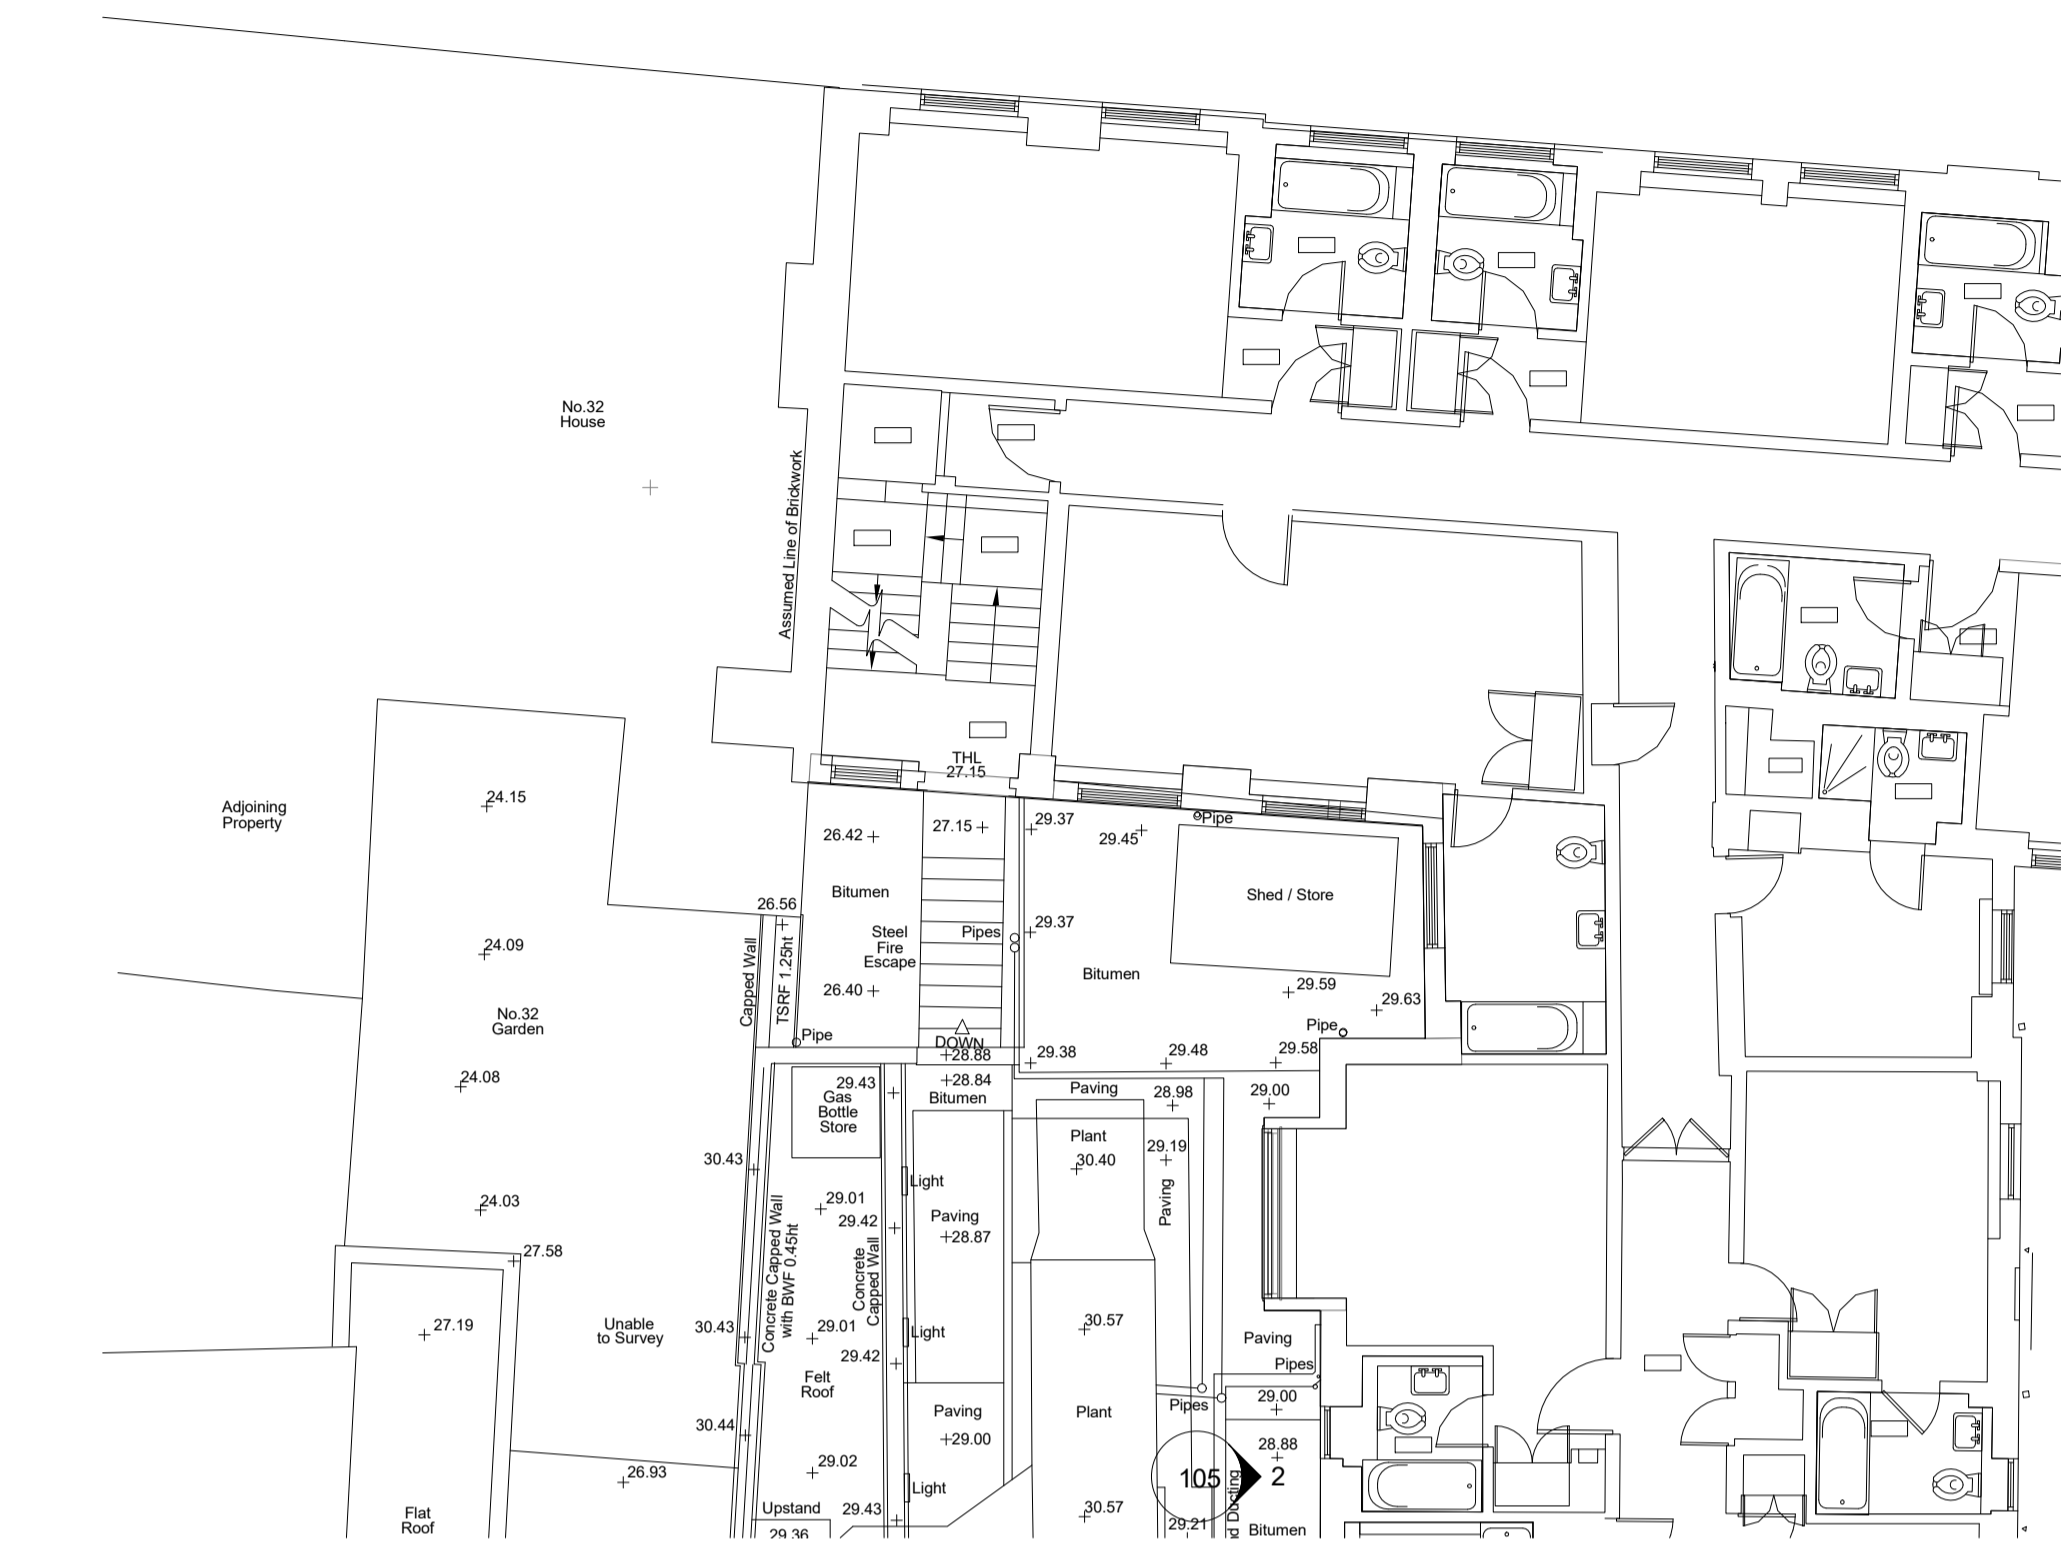 No.32
House
Assumed Line of Brickwork
THL
27.15
Adjoining
Property
24.15
24.09
No.32
Garden
24.08
24.03
27.58
27.19
Unable
to Survey
26.93
Flat
Roof
26.42
27.15
Bitumen
26.56
Steel
Fire
Escape
Pipes
26.40
Capped Wall
TSRF 1.25ht
Pipe
DOWN
28.88
29.37
29.45
Pipe
Shed / Store
29.37
Bitumen
29.59
29.63
Pipe
29.38
29.48
29.58
29.43
Gas
Bottle
Store
28.84
Bitumen
Paving
28.98
29.00
Plant
30.40
29.19
Paving
30.43
Concrete Capped Wall
with BWF 0.45ht
29.01
29.42
Concrete
Capped Wall
Light
Paving
28.87
30.43
29.01
29.42
Light
30.57
Paving
Pipes
Felt
Roof
Paving
29.00
Plant
Pipes
29.00
28.88
30.44
29.02
Light
105
2
Upstand
29.43
29.36
30.57
29.21
nd Ducting
Bitumen